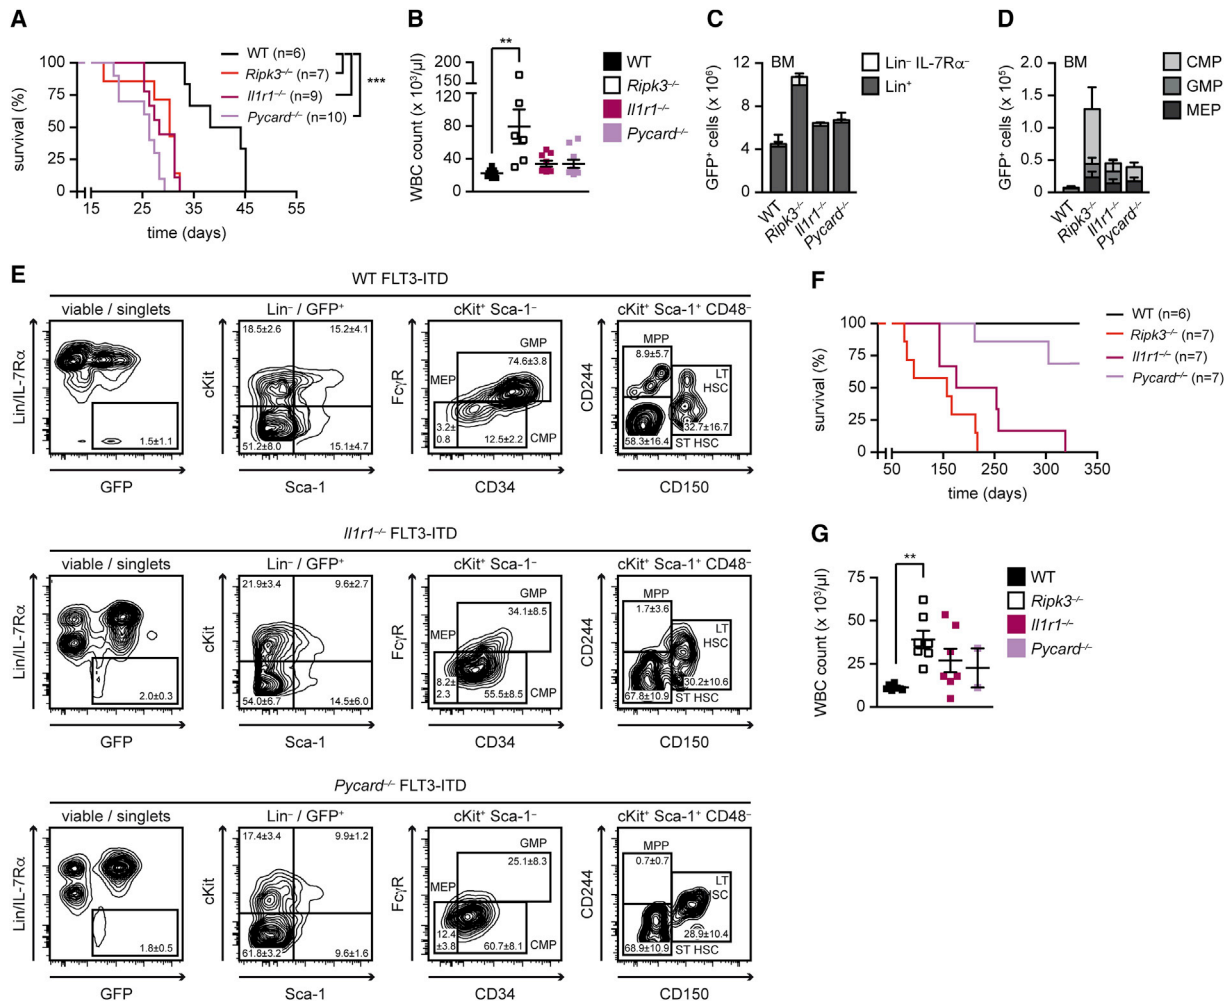 A
WT (n=6)
Ripk3–/– (n=7)
Il1r1–/– (n=9)
Pycard–/– (n=10)
***
survival (%)
100
75
50
25
0
15 25 35 45 55
time (days)
B
**
WBC count (x 10³/µl)
200
160
120
80
40
0
WT
Ripk3–/–
Il1r1–/–
Pycard–/–
C
BM
Lin– IL-7Rα–
Lin+
GFP+ cells (x 10⁶)
12
9
6
3
0
WT
Ripk3–/–
Il1r1–/–
Pycard–/–
D
BM
CMP
GMP
MEP
GFP+ cells (x 10⁵)
2.0
1.5
1.0
0.5
0
WT
Ripk3–/–
Il1r1–/–
Pycard–/–
E
WT FLT3-ITD
viable / singlets
Lin– / GFP+
cKit+ Sca-1–
cKit+ Sca-1+ CD48–
Lin/IL-7Rα
1.5±1.1
GFP
cKit
18.5±2.6
15.2±4.1
51.2±8.0
15.1±4.7
Sca-1
FcγR
GMP
74.6±3.8
MEP
3.2±
0.8
12.5±2.2
CMP
CD34
CD244
MPP
8.9±5.7
LT
HSC
32.7±16.7
58.3±16.4
ST HSC
CD150
Il1r1–/– FLT3-ITD
viable / singlets
Lin– / GFP+
cKit+ Sca-1–
cKit+ Sca-1+ CD48–
Lin/IL-7Rα
2.0±0.3
GFP
cKit
21.9±3.4
9.6±2.7
54.0±6.7
14.5±6.0
Sca-1
FcγR
GMP
34.1±8.5
MEP
8.2±
2.3
55.5±8.5
CMP
CD34
CD244
MPP
1.7±3.6
LT
HSC
30.2±10.6
67.8±10.9
ST HSC
CD150
Pycard–/– FLT3-ITD
viable / singlets
Lin– / GFP+
cKit+ Sca-1–
cKit+ Sca-1+ CD48–
Lin/IL-7Rα
1.8±0.5
GFP
cKit
17.4±3.4
9.9±1.2
61.8±3.2
9.6±1.6
Sca-1
FcγR
GMP
25.1±8.3
MEP
12.4
±3.8
60.7±8.1
CMP
CD34
CD244
MPP
0.7±0.7
LT
HSC
28.9±10.4
68.9±10.9
ST HSC
CD150
F
WT (n=6)
Ripk3–/– (n=7)
Il1r1–/– (n=7)
Pycard–/– (n=7)
survival (%)
100
75
50
25
0
50 150 250 300 350
time (days)
G
**
WBC count (x 10³/µl)
75
50
25
0
WT
Ripk3–/–
Il1r1–/–
Pycard–/–